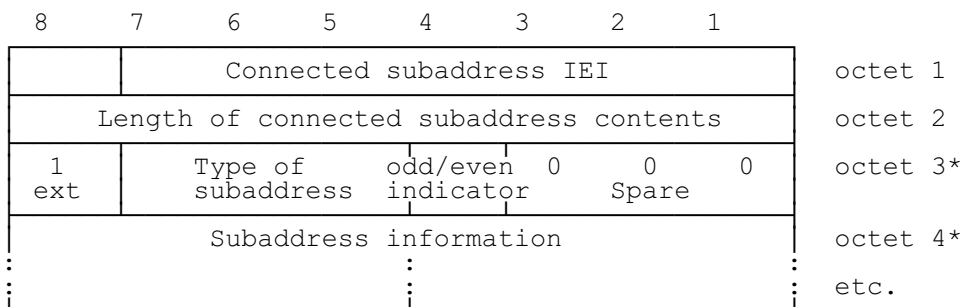 8 7 6 5 4 3 2 1
Connected subaddress IEI octet 1
Length of connected subaddress contents octet 2
1 Type of odd/even 0 0 0 octet 3*
ext subaddress indicator Spare
Subaddress information octet 4*
: : :
: : : etc.